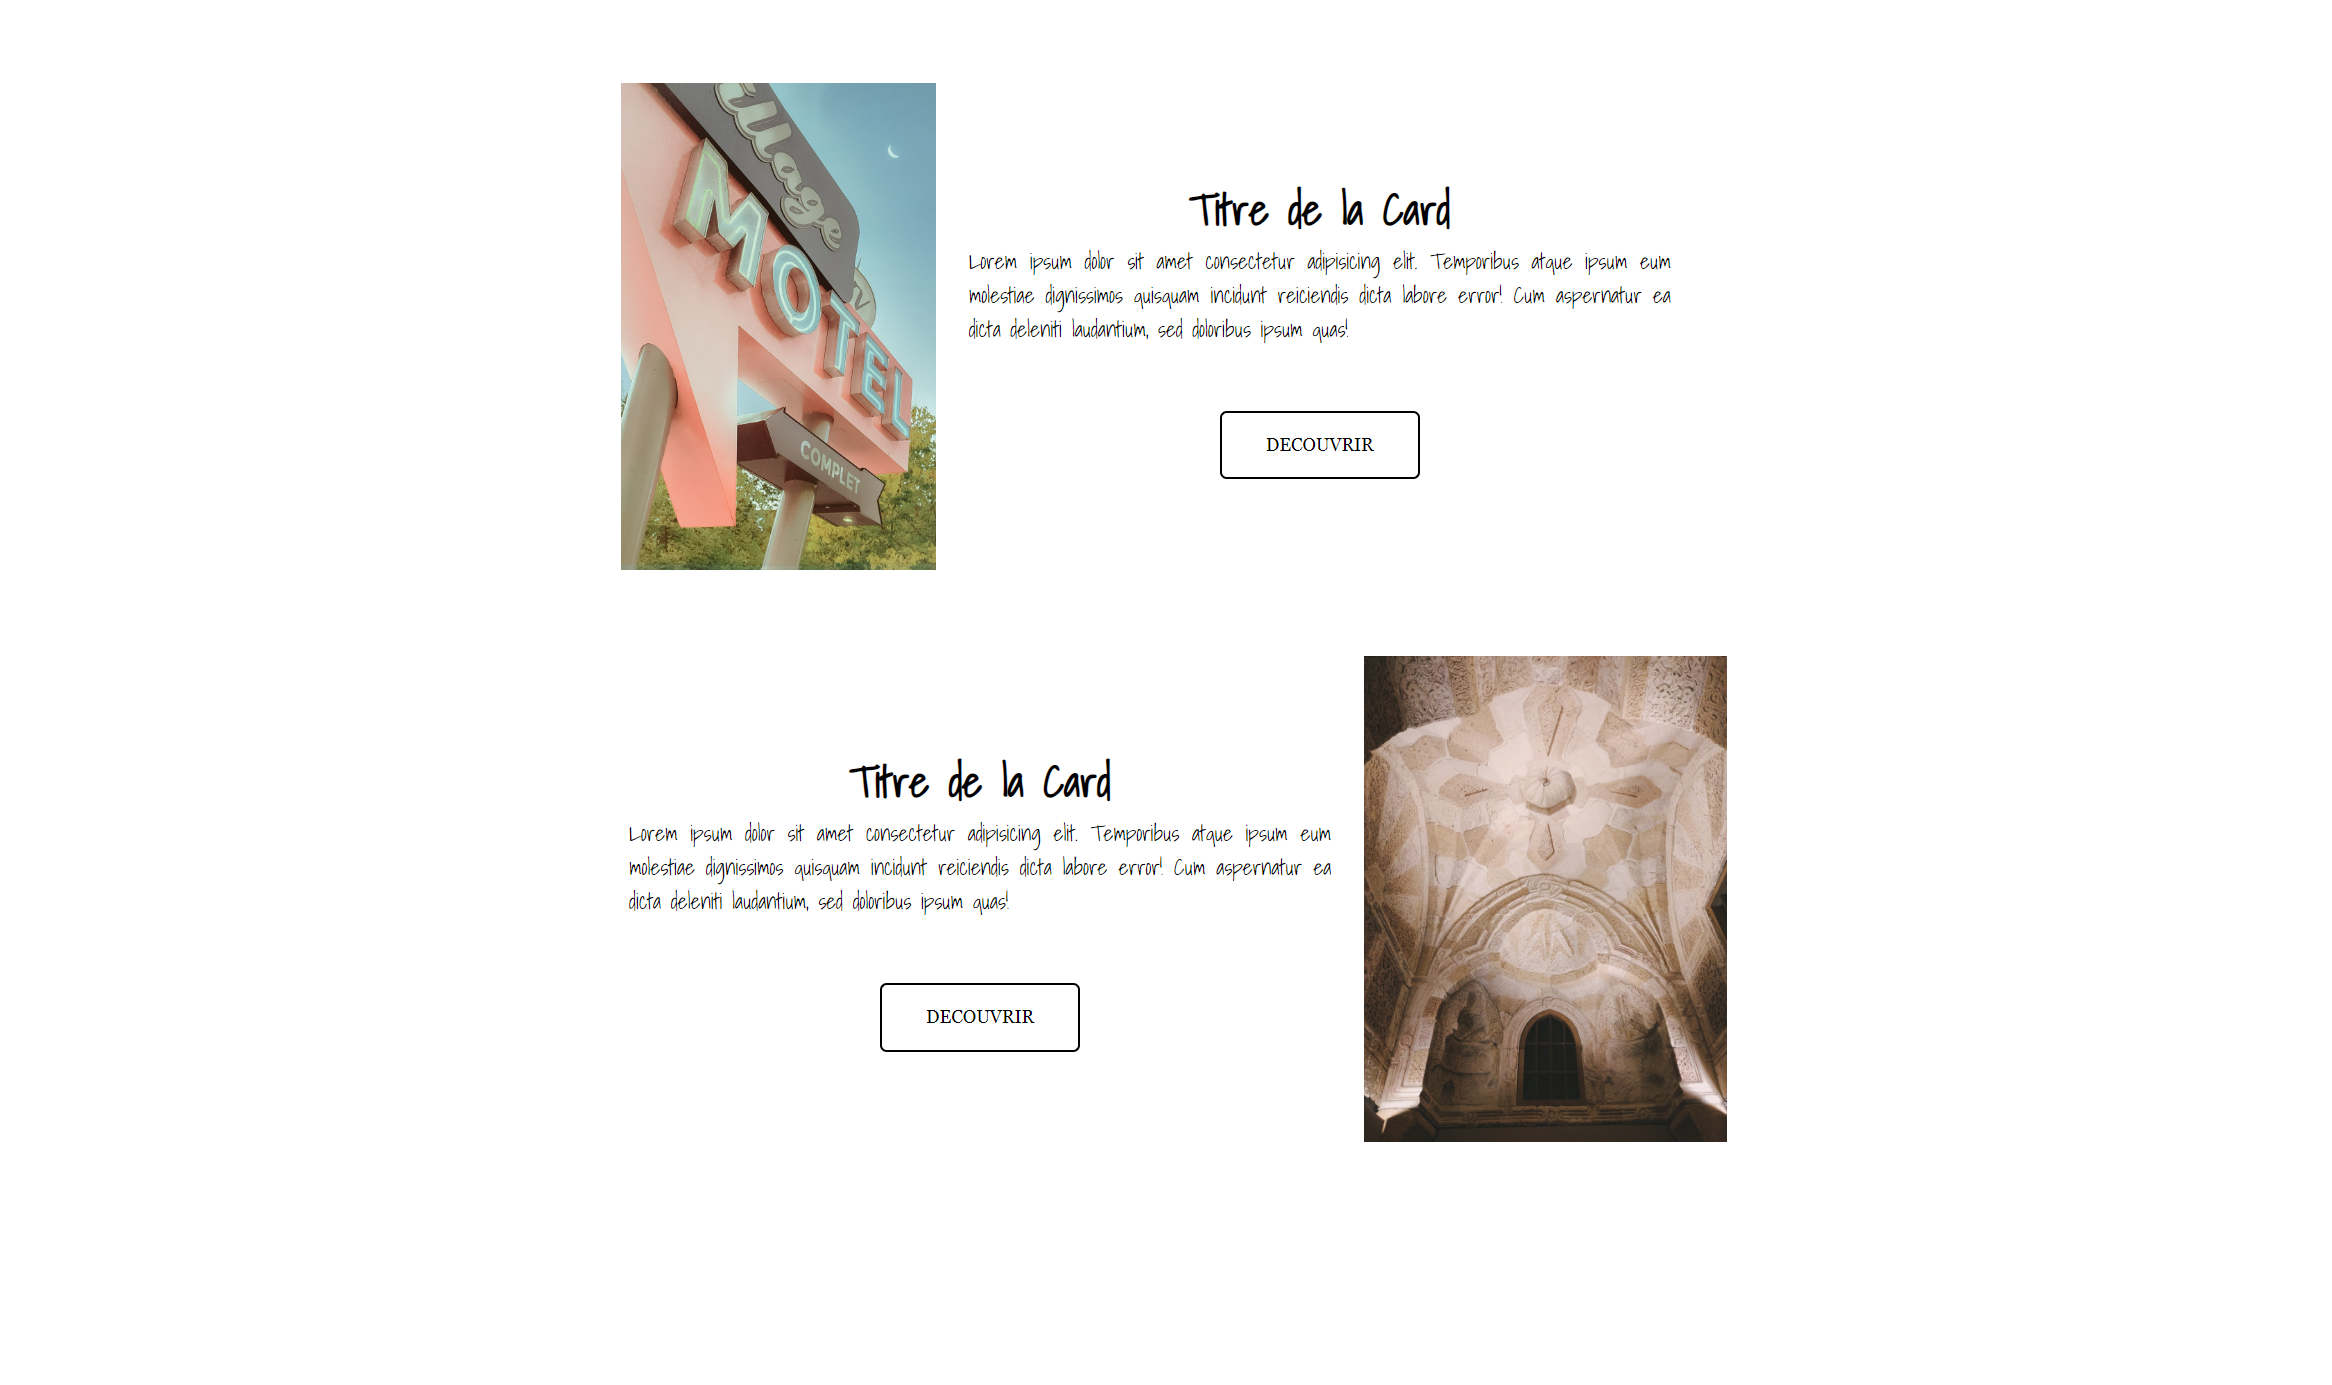 Village
MOTEL
TV
COMPLET
Titre de la Card
Lorem ipsum dolor sit amet consectetur adipisicing elit. Temporibus atque ipsum eum
molestiae dignissimos quisquam incidunt reiciendis dicta labore error! Cum aspernatur ea
dicta deleniti laudantium, sed doloribus ipsum quas!
DECOUVRIR
Titre de la Card
Lorem ipsum dolor sit amet consectetur adipisicing elit. Temporibus atque ipsum eum
molestiae dignissimos quisquam incidunt reiciendis dicta labore error! Cum aspernatur ea
dicta deleniti laudantium, sed doloribus ipsum quas!
DECOUVRIR